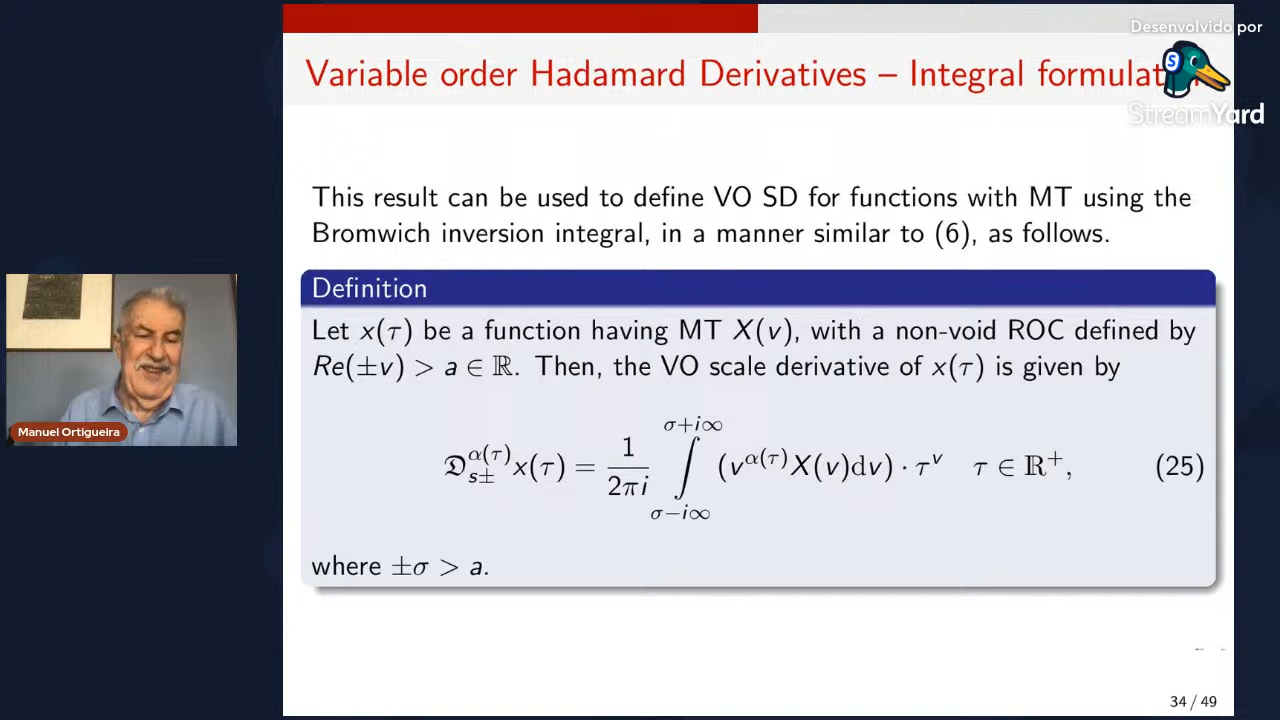 Desenvolvido por
StreamYard
Variable order Hadamard Derivatives – Integral
This result can be used to define VO SD for functions with MT using the
Bromwich inversion integral, in a manner similar to (6), as follows.
Definition
Let x(τ) be a function having MT X(v), with a non-void ROC defined by
Re(±v) > a ∈ ℝ. Then, the VO scale derivative of x(τ) is given by
𝔇_{s±}^{α(τ)} x(τ) = \frac{1}{2πi} ∫_{σ−i∞}^{σ+i∞} (v^{α(τ)} X(v)dv) · τ^v τ ∈ ℝ^+, (25)
where ±σ > a.
Manuel Ortigueira
34 / 49